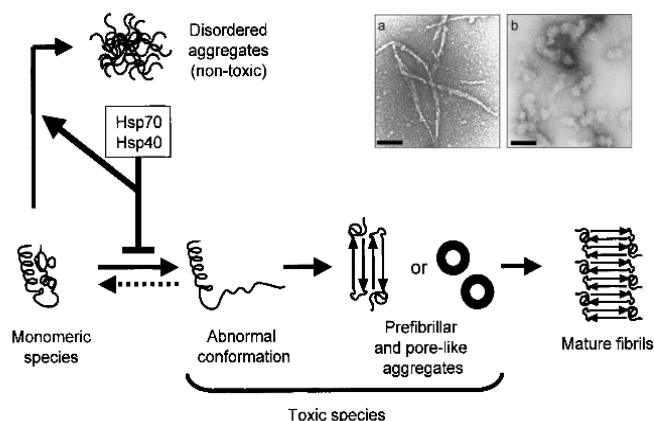 Disordered
aggregates
(non-toxic)
a
b
Hsp70
Hsp40
or
Monomeric
species
Abnormal
conformation
Prefibrillar
and pore-like
aggregates
Mature fibrils
Toxic species